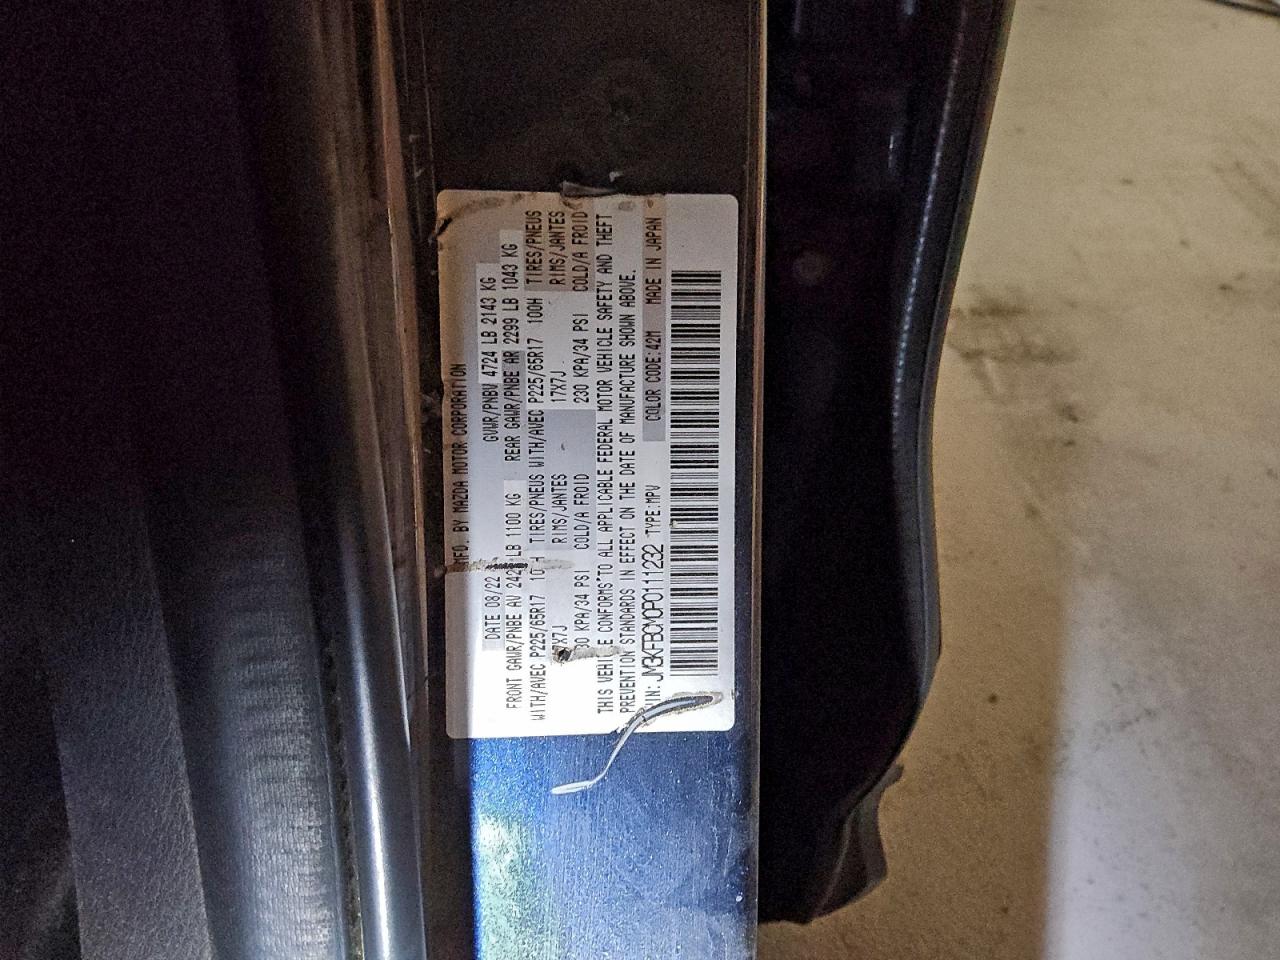 MFD. BY MAZDA MOTOR CORPORATION
DATE 08/22 GVWR/PNBV 4724 LB 2143 KG
FRONT GAWR/PNBE AV LB 1100 KG REAR GAWR/PNBE AR 2299 LB 1043 KG
WITH/AVEC P225/65R17 TIRES/PNEUS WITH/AVEC P225/65R17 100H TIRES/PNEUS
17X7J RIMS/JANTES 17X7J RIMS/JANTES
230 KPA/34 PSI COLD/A FROID 230 KPA/34 PSI COLD/A FROID
THIS VEHICLE CONFORMS TO ALL APPLICABLE FEDERAL MOTOR VEHICLE SAFETY AND THEFT
PREVENTION STANDARDS IN EFFECT ON THE DATE OF MANUFACTURE SHOWN ABOVE.
VIN: JM3KFBCM0P0111232 TYPE:MPV COLOR CODE:42M MADE IN JAPAN